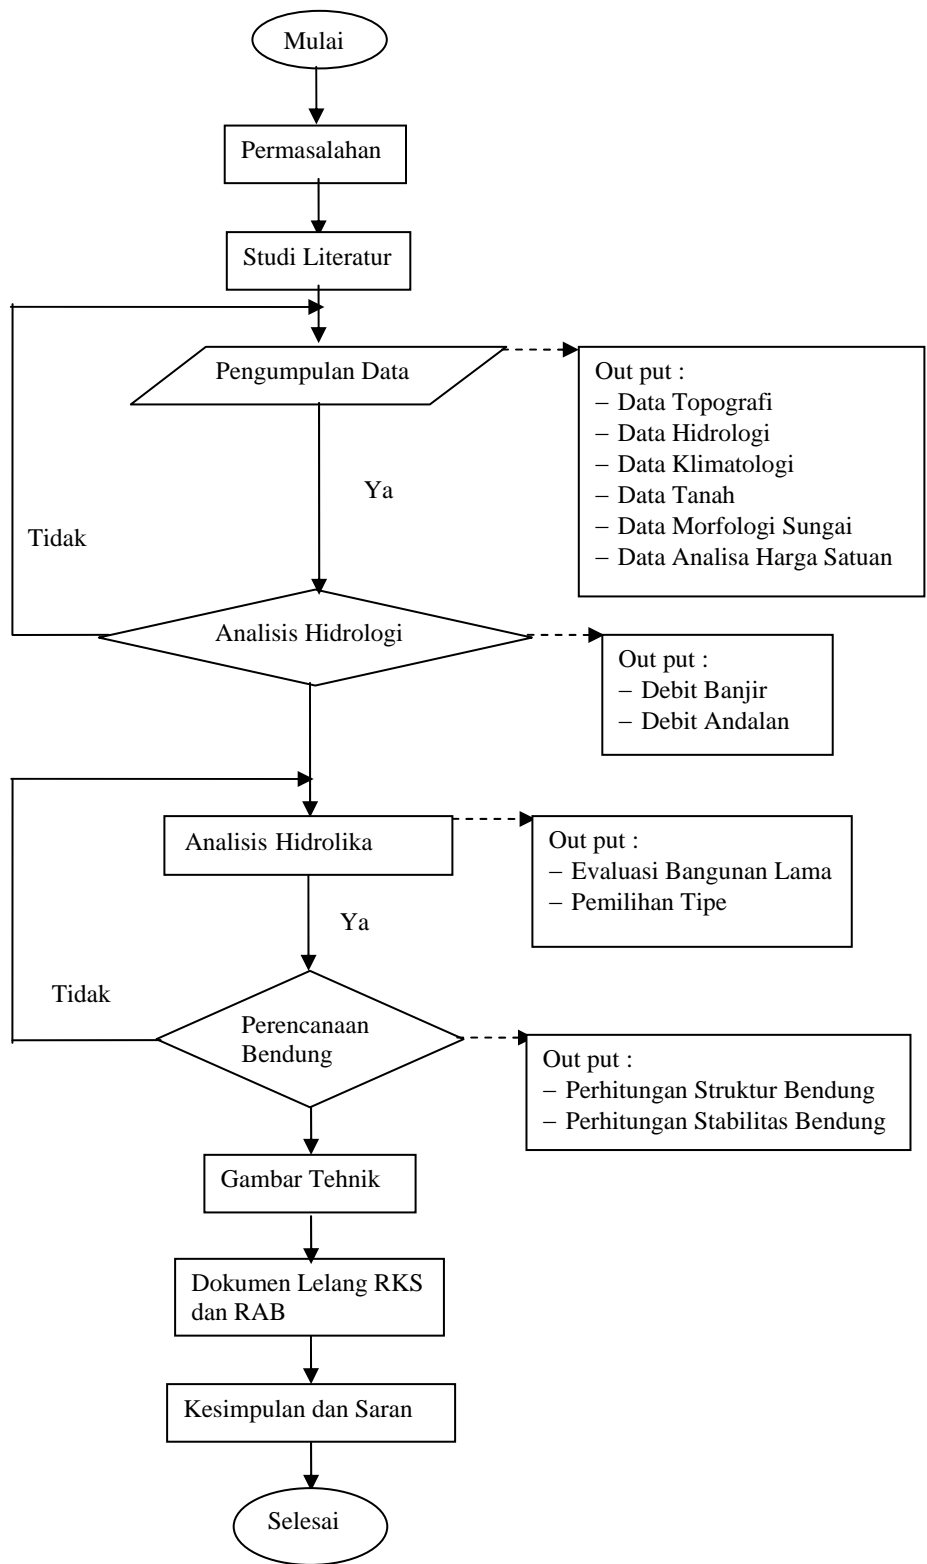 Mulai
Permasalahan
Studi Literatur
Pengumpulan Data
Out put :
– Data Topografi
– Data Hidrologi
– Data Klimatologi
– Data Tanah
– Data Morfologi Sungai
– Data Analisa Harga Satuan
Ya
Tidak
Analisis Hidrologi
Out put :
– Debit Banjir
– Debit Andalan
Analisis Hidrolika
Out put :
– Evaluasi Bangunan Lama
– Pemilihan Tipe
Ya
Tidak
Perencanaan
Bendung
Out put :
– Perhitungan Struktur Bendung
– Perhitungan Stabilitas Bendung
Gambar Tehnik
Dokumen Lelang RKS
dan RAB
Kesimpulan dan Saran
Selesai